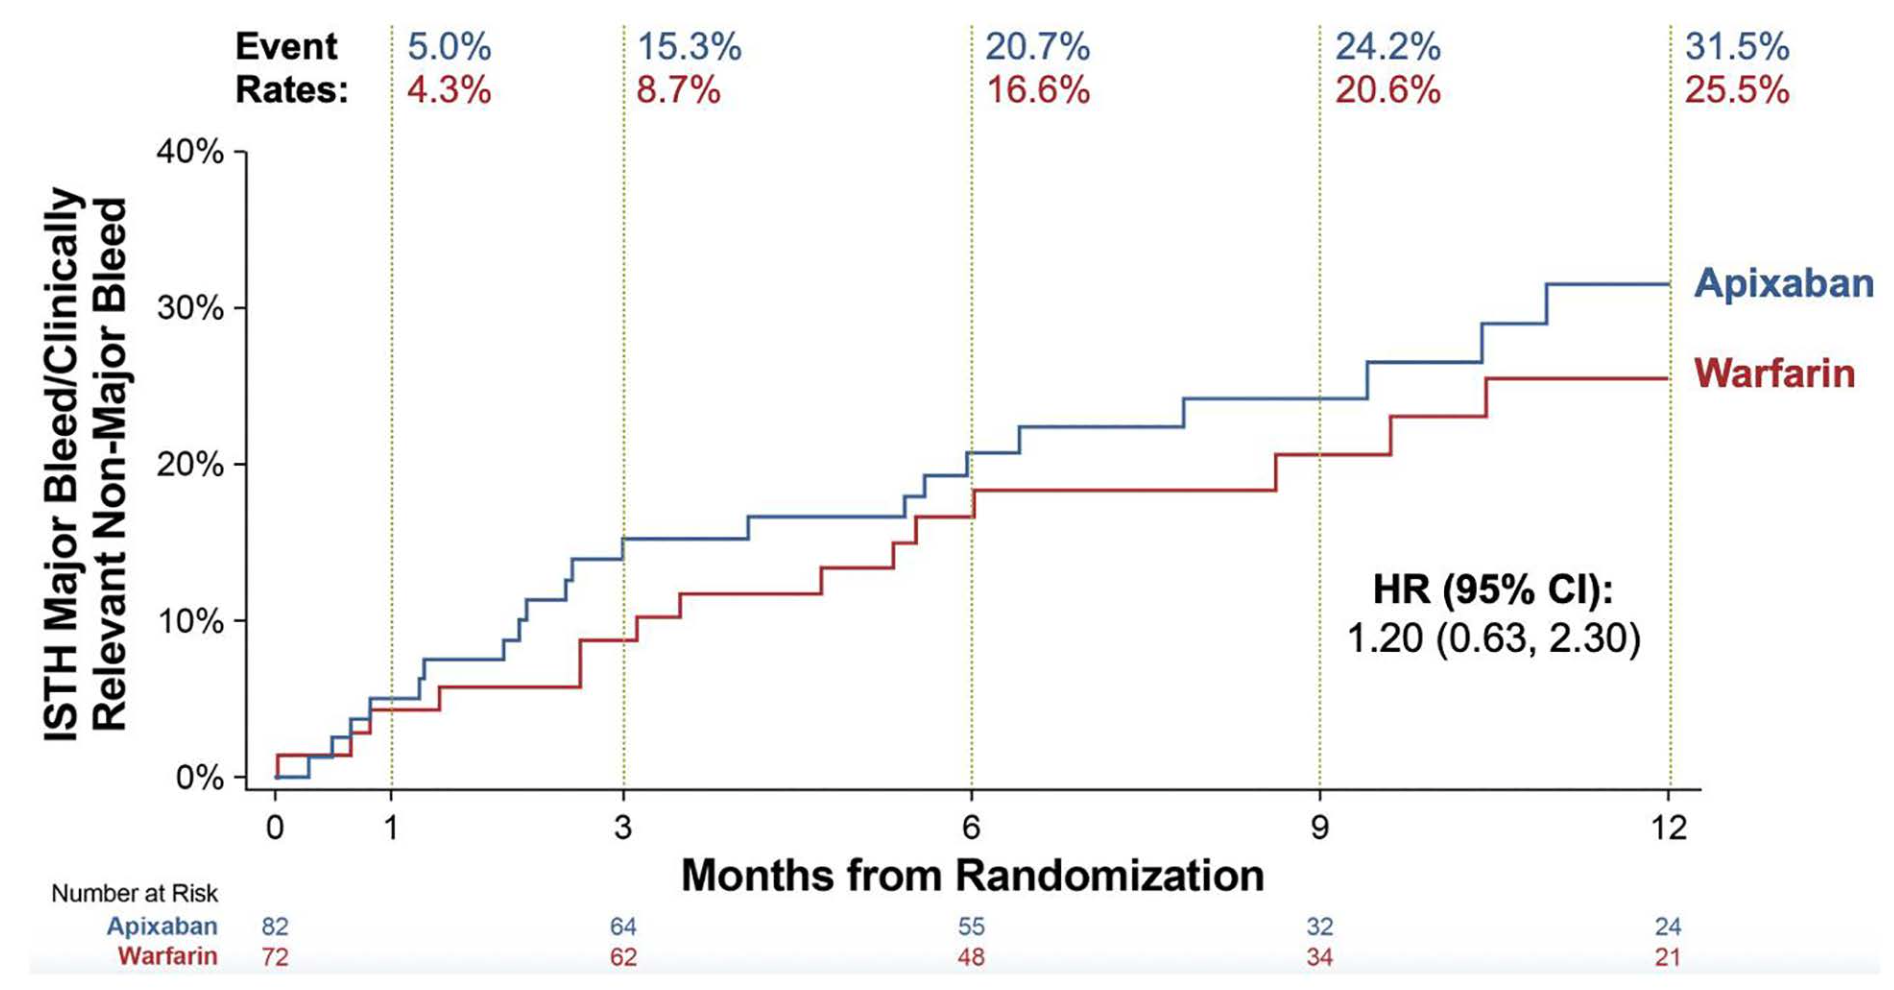 Event 5.0% 15.3% 20.7% 24.2% 31.5%
Rates: 4.3% 8.7% 16.6% 20.6% 25.5%
ISTH Major Bleed/Clinically
Relevant Non-Major Bleed
40%
30%
20%
10%
0%
Apixaban
Warfarin
HR (95% CI):
1.20 (0.63, 2.30)
0 1 3 6 9 12
Months from Randomization
Number at Risk
Apixaban 82 64 55 32 24
Warfarin 72 62 48 34 21